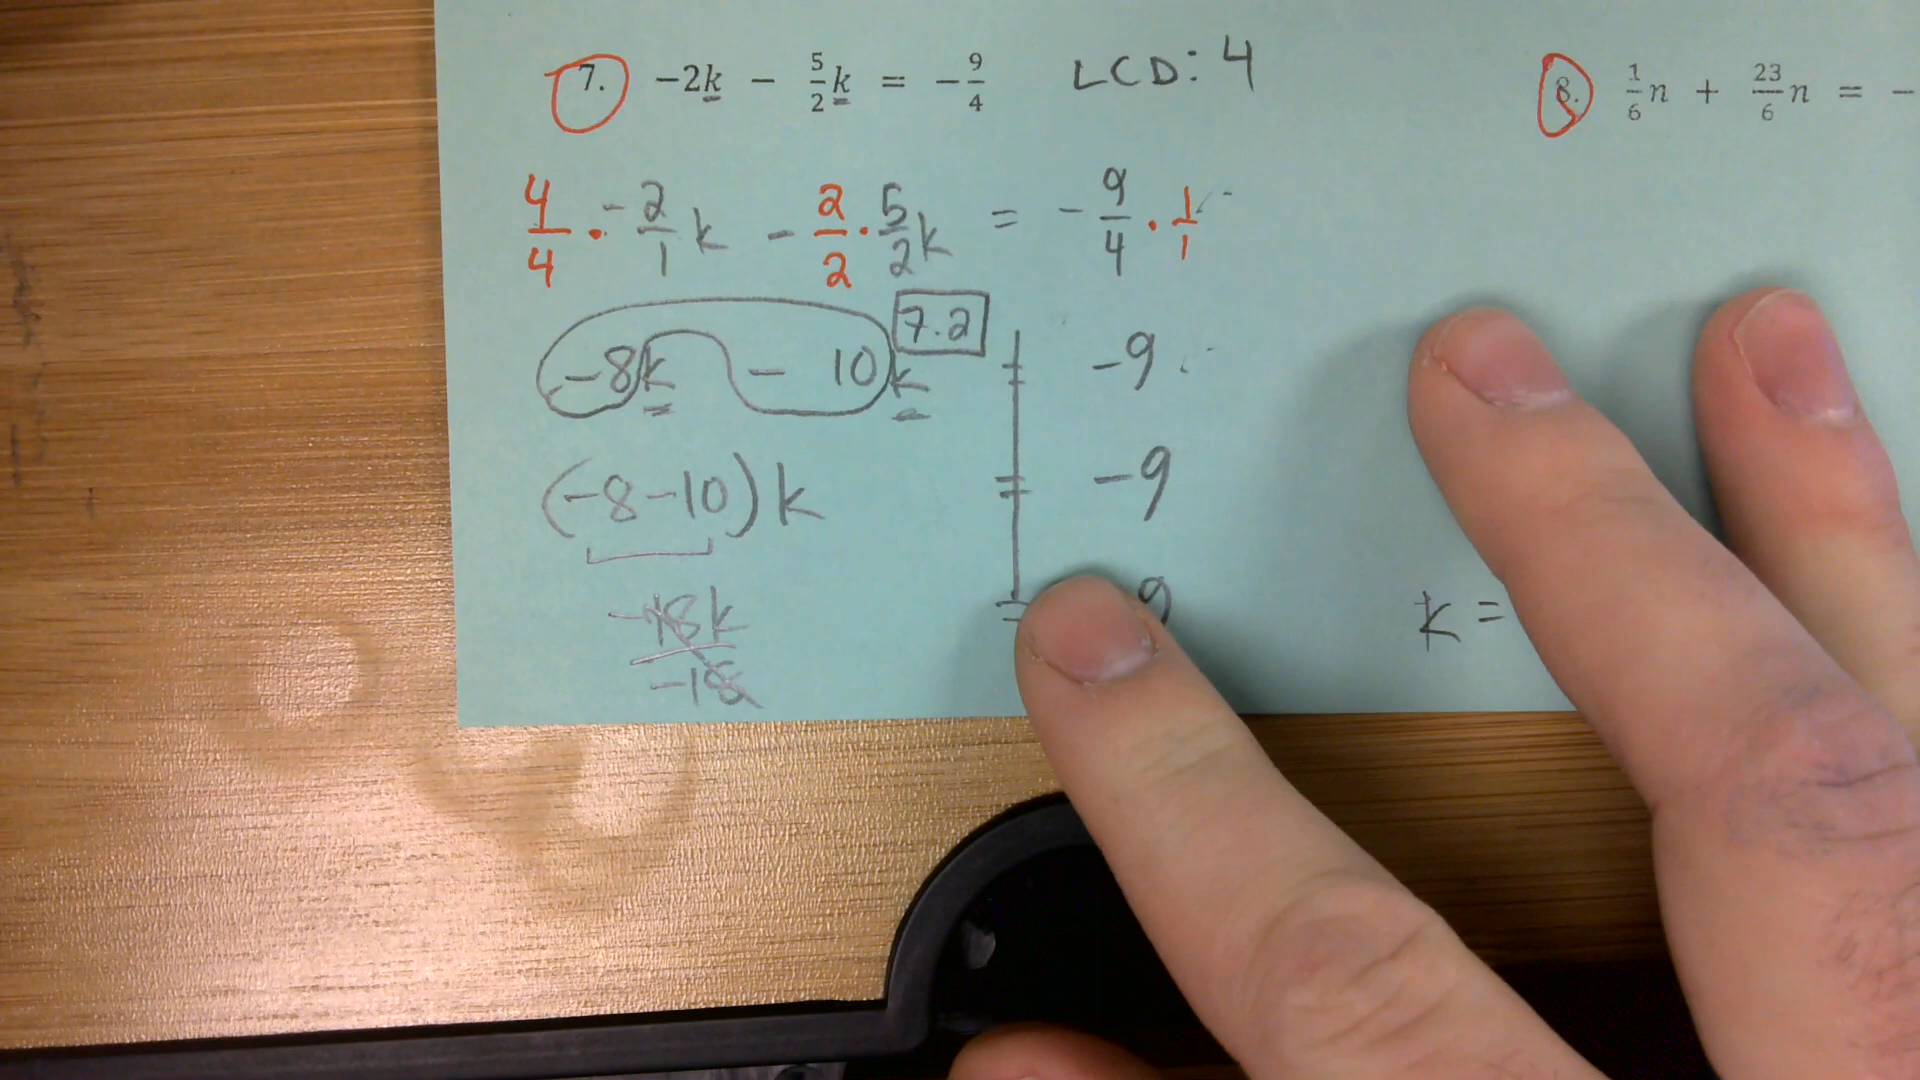 7. −2k − 5/2 k = −9/4 LCD: 4
8. 1/6 n + 23/6 n = −
4/4 · −2/1 k − 2/2 · 5/2 k = −9/4 · 1/1
7.2
−8k − 10k = −9
(−8−10)k = −9
−18k/−18 = 9
k =